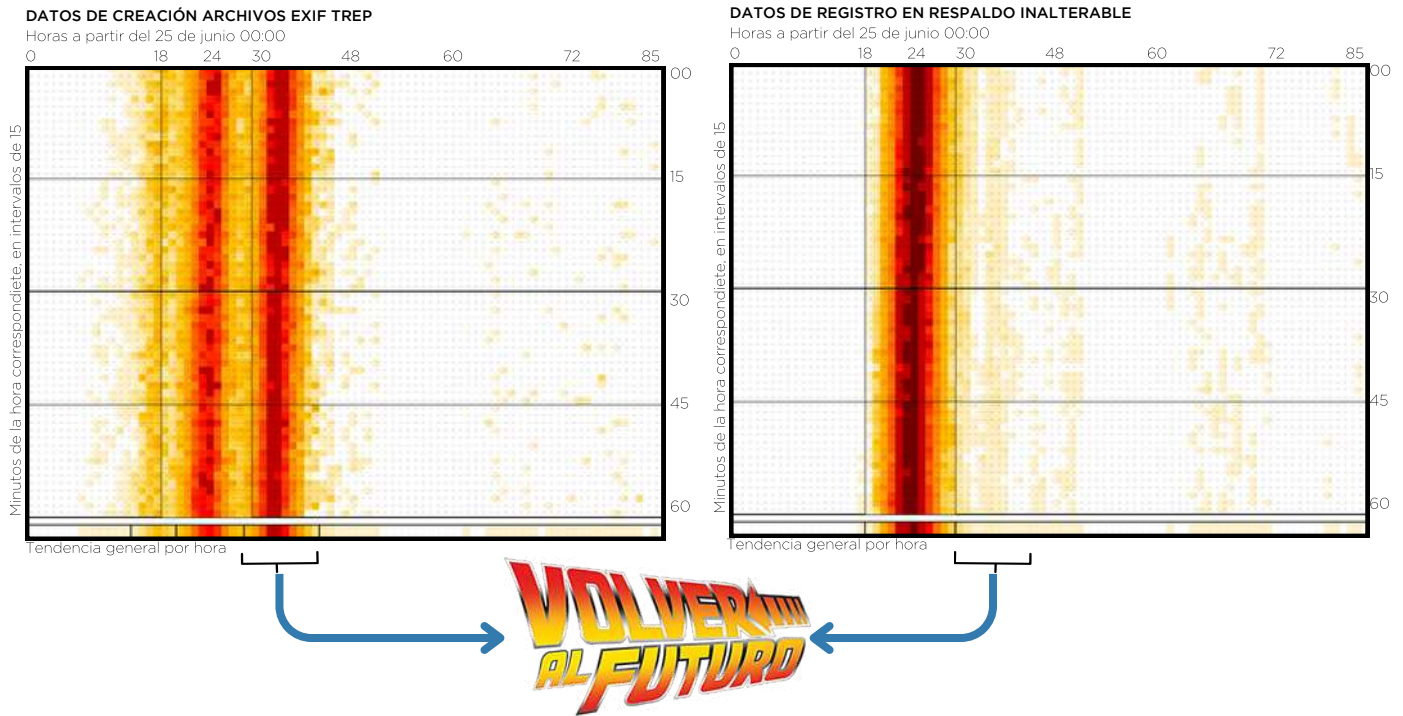 DATOS DE CREACIÓN ARCHIVOS EXIF TREP
Horas a partir del 25 de junio 00:00
0 18 24 30 48 60 72 85
00
15
30
45
60
Minutos de la hora correspondiete, en intervalos de 15
Tendencia general por hora
DATOS DE REGISTRO EN RESPALDO INALTERABLE
Horas a partir del 25 de junio 00:00
0 18 24 30 48 60 72 85
00
15
30
45
60
Minutos de la hora correspondiete, en intervalos de 15
Tendencia general por hora
VOLVER
AL FUTURO